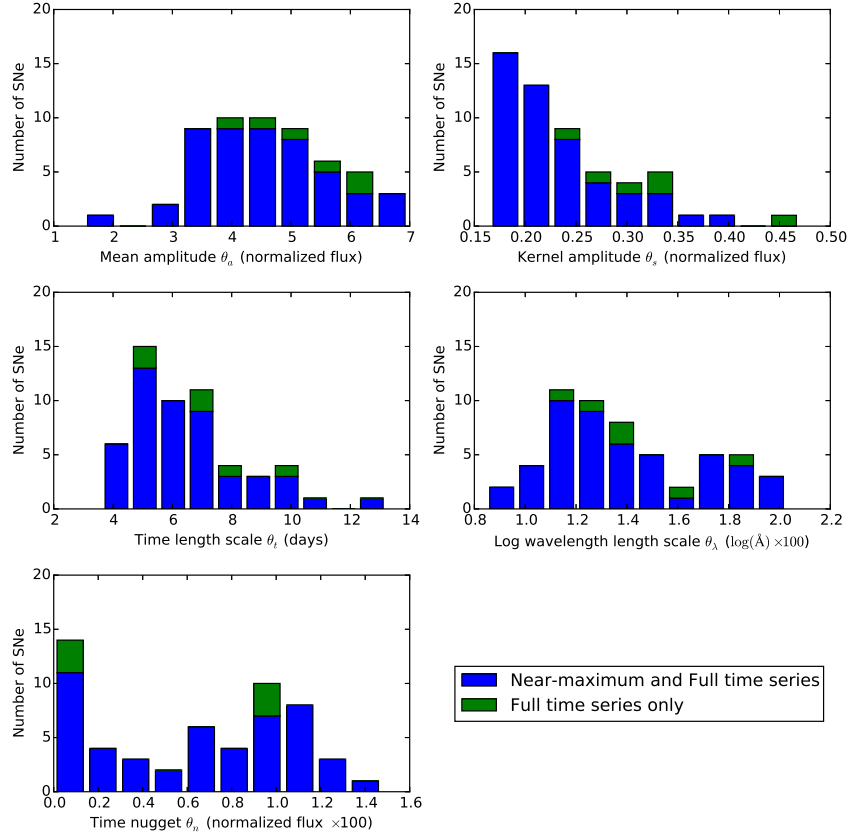 20
15
10
5
0
Number of SNe
1 2 3 4 5 6 7
Mean amplitude θₐ (normalized flux)
20
15
10
5
0
Number of SNe
0.15 0.20 0.25 0.30 0.35 0.40 0.45 0.50
Kernel amplitude θₛ (normalized flux)
20
15
10
5
0
Number of SNe
2 4 6 8 10 12 14
Time length scale θₜ (days)
20
15
10
5
0
Number of SNe
0.8 1.0 1.2 1.4 1.6 1.8 2.0 2.2
Log wavelength length scale θ_λ (log(Å) ×100)
20
15
10
5
0
Number of SNe
0.0 0.2 0.4 0.6 0.8 1.0 1.2 1.4 1.6
Time nugget θₙ (normalized flux ×100)
Near-maximum and Full time series
Full time series only